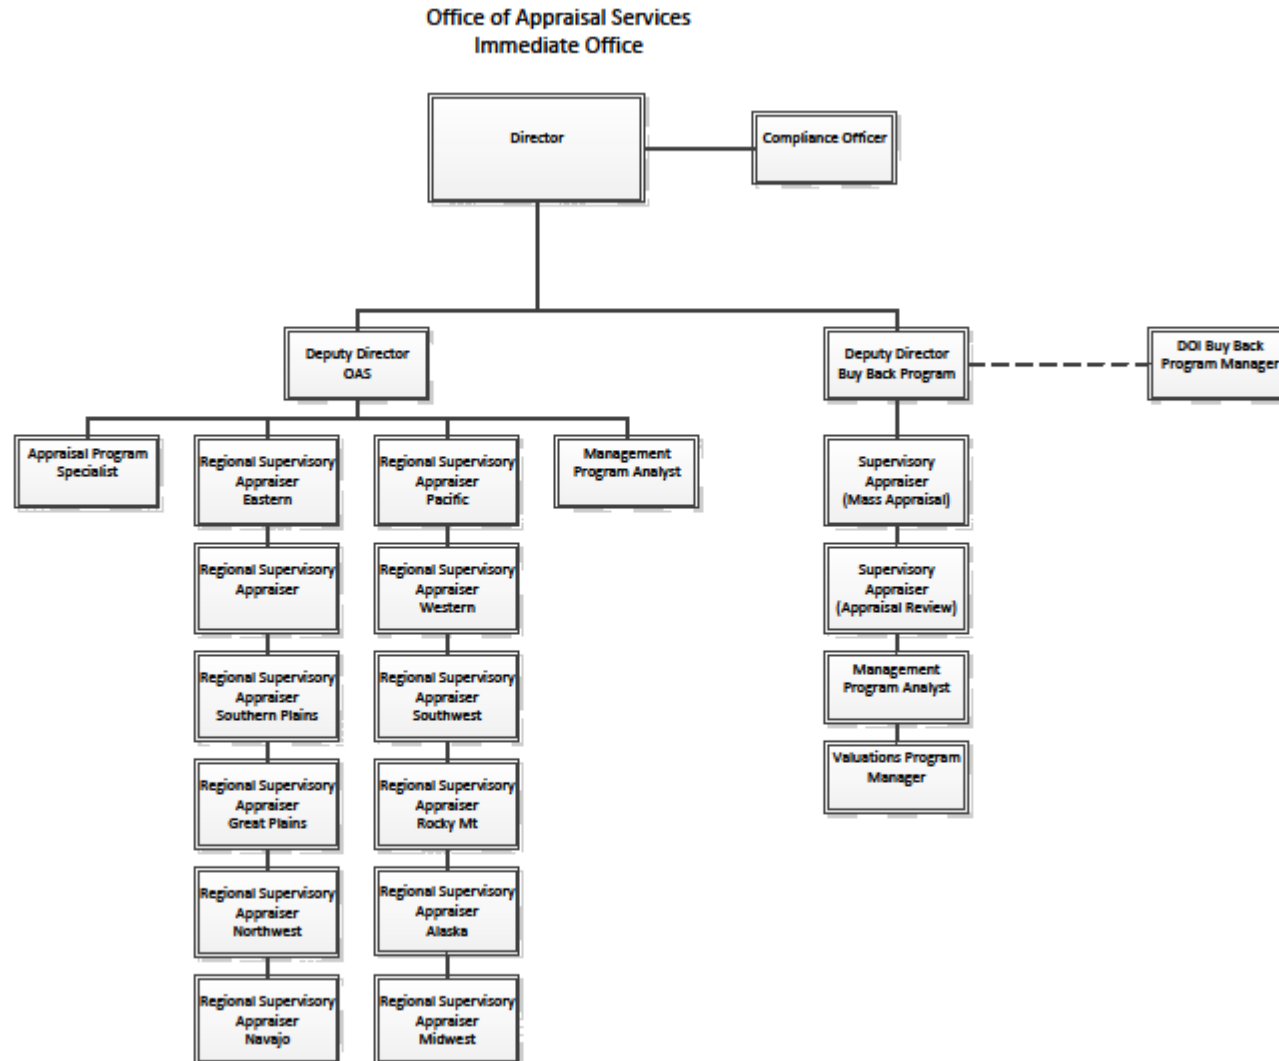 Office of Appraisal Services
Immediate Office
Director
Compliance Officer
Deputy Director
OAS
Deputy Director
Buy Back Program
DOI Buy Back
Program Manager
Appraisal Program
Specialist
Regional Supervisory
Appraiser
Eastern
Regional Supervisory
Appraiser
Pacific
Management
Program Analyst
Supervisory
Appraiser
(Mass Appraisal)
Regional Supervisory
Appraiser
Regional Supervisory
Appraiser
Western
Supervisory
Appraiser
(Appraisal Review)
Regional Supervisory
Appraiser
Southern Plains
Regional Supervisory
Appraiser
Southwest
Management
Program Analyst
Regional Supervisory
Appraiser
Great Plains
Regional Supervisory
Appraiser
Rocky Mt
Valuations Program
Manager
Regional Supervisory
Appraiser
Northwest
Regional Supervisory
Appraiser
Alaska
Regional Supervisory
Appraiser
Navajo
Regional Supervisory
Appraiser
Midwest